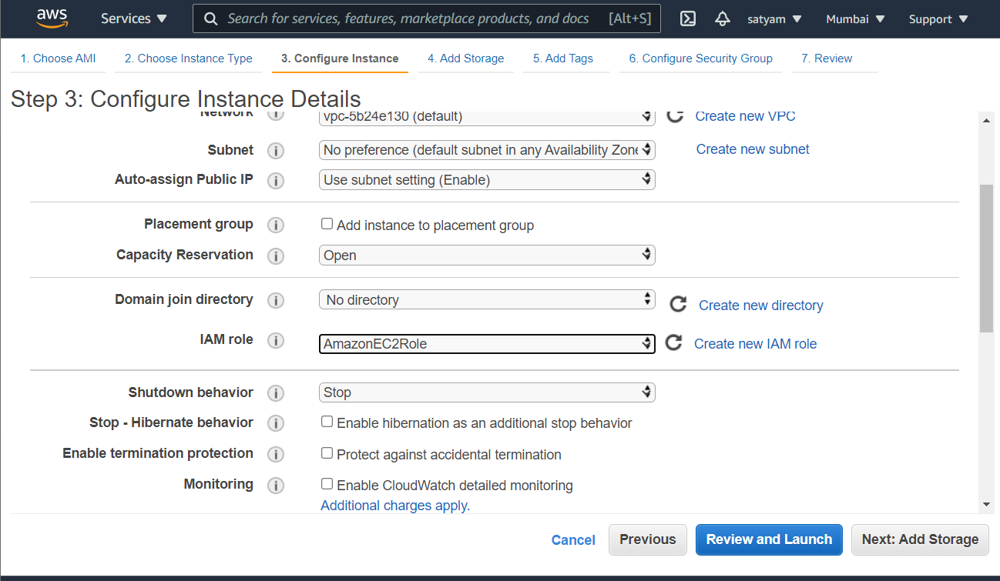 aws Services Search for services, features, marketplace products, and docs [Alt+S] satyam Mumbai Support
1. Choose AMI 2. Choose Instance Type 3. Configure Instance 4. Add Storage 5. Add Tags 6. Configure Security Group 7. Review
Step 3: Configure Instance Details
Network i vpc-5b24e130 (default) Create new VPC
Subnet i No preference (default subnet in any Availability Zone Create new subnet
Auto-assign Public IP i Use subnet setting (Enable)
Placement group i Add instance to placement group
Capacity Reservation i Open
Domain join directory i No directory Create new directory
IAM role i AmazonEC2Role Create new IAM role
Shutdown behavior i Stop
Stop - Hibernate behavior i Enable hibernation as an additional stop behavior
Enable termination protection i Protect against accidental termination
Monitoring i Enable CloudWatch detailed monitoring
Additional charges apply.
Cancel Previous Review and Launch Next: Add Storage